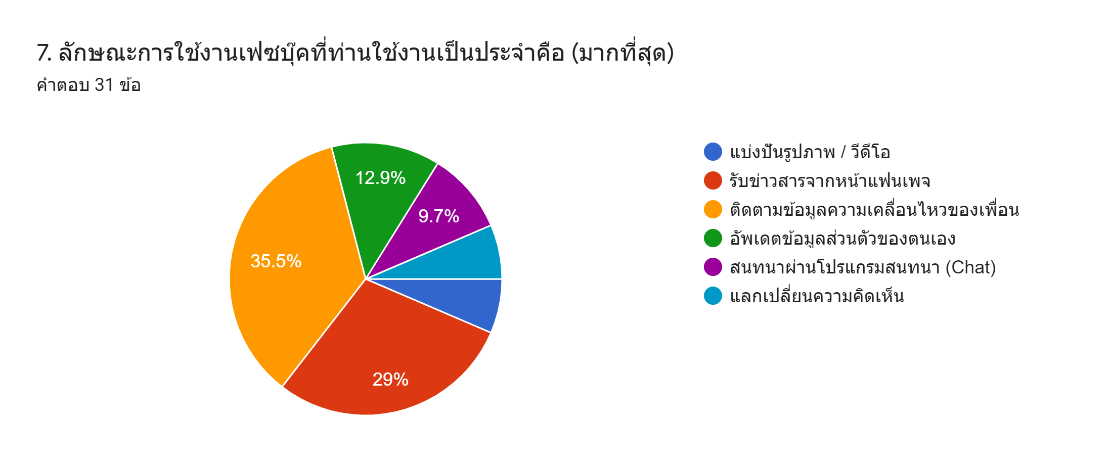 7. ลักษณะการใช้งานเฟซบุ๊คที่ท่านใช้งานเป็นประจำคือ (มากที่สุด)
คำตอบ 31 ข้อ
12.9%
9.7%
35.5%
29%
แบ่งปันรูปภาพ / วีดีโอ
รับข่าวสารจากหน้าแฟนเพจ
ติดตามข้อมูลความเคลื่อนไหวของเพื่อน
อัพเดตข้อมูลส่วนตัวของตนเอง
สนทนาผ่านโปรแกรมสนทนา (Chat)
แลกเปลี่ยนความคิดเห็น